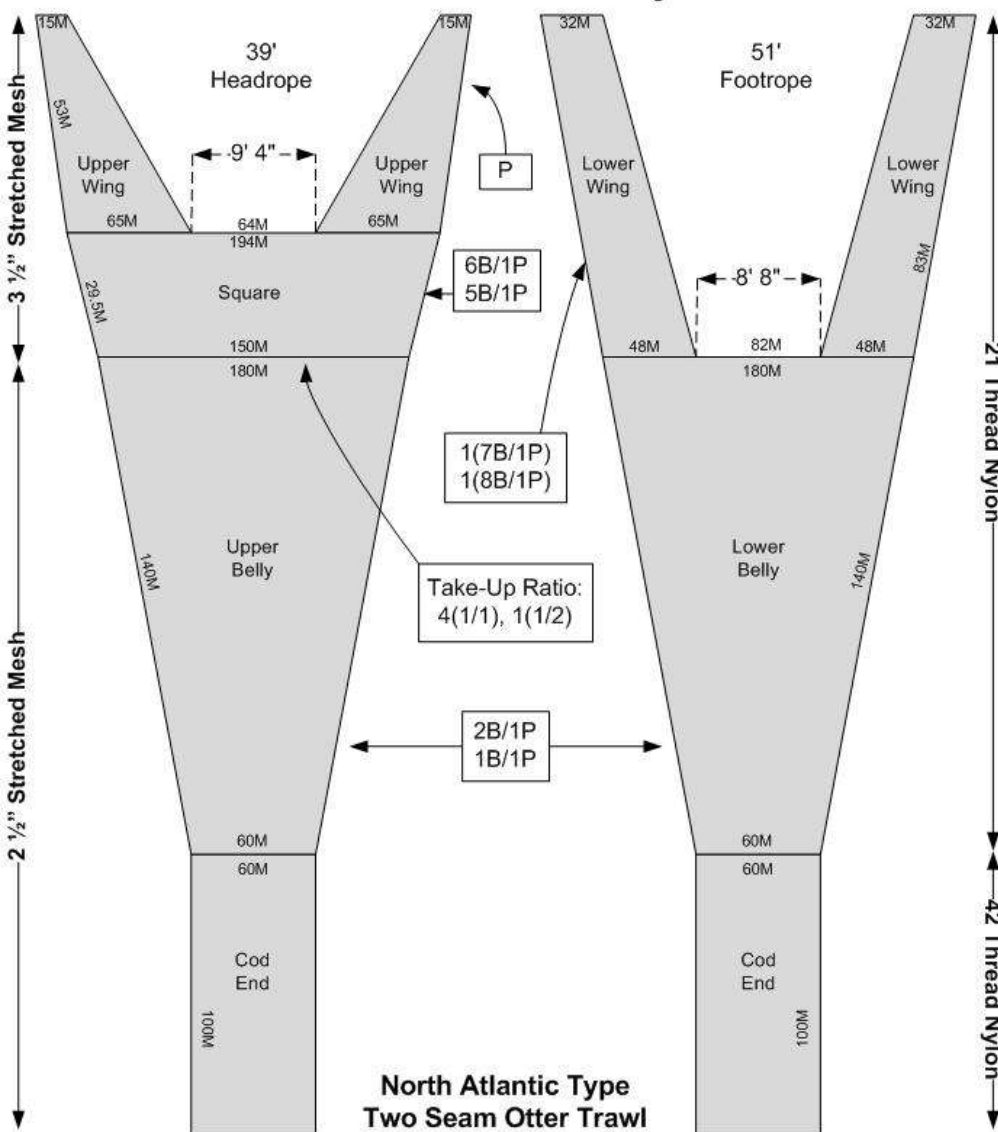 15M
15M
32M
32M
39'
Headrope
51'
Footrope
53M
P
9' 4"
Upper
Wing
Upper
Wing
Lower
Wing
Lower
Wing
65M
64M
65M
194M
83M
3 ½" Stretched Mesh
6B/1P
5B/1P
29.5M
Square
8' 8"
150M
48M
82M
48M
180M
180M
21 Thread Nylon
1(7B/1P)
1(8B/1P)
Upper
Belly
Lower
Belly
140M
140M
Take-Up Ratio:
4(1/1), 1(1/2)
2 ½" Stretched Mesh
2B/1P
1B/1P
60M
60M
60M
60M
Cod
End
Cod
End
42 Thread Nylon
100M
100M
North Atlantic Type
Two Seam Otter Trawl